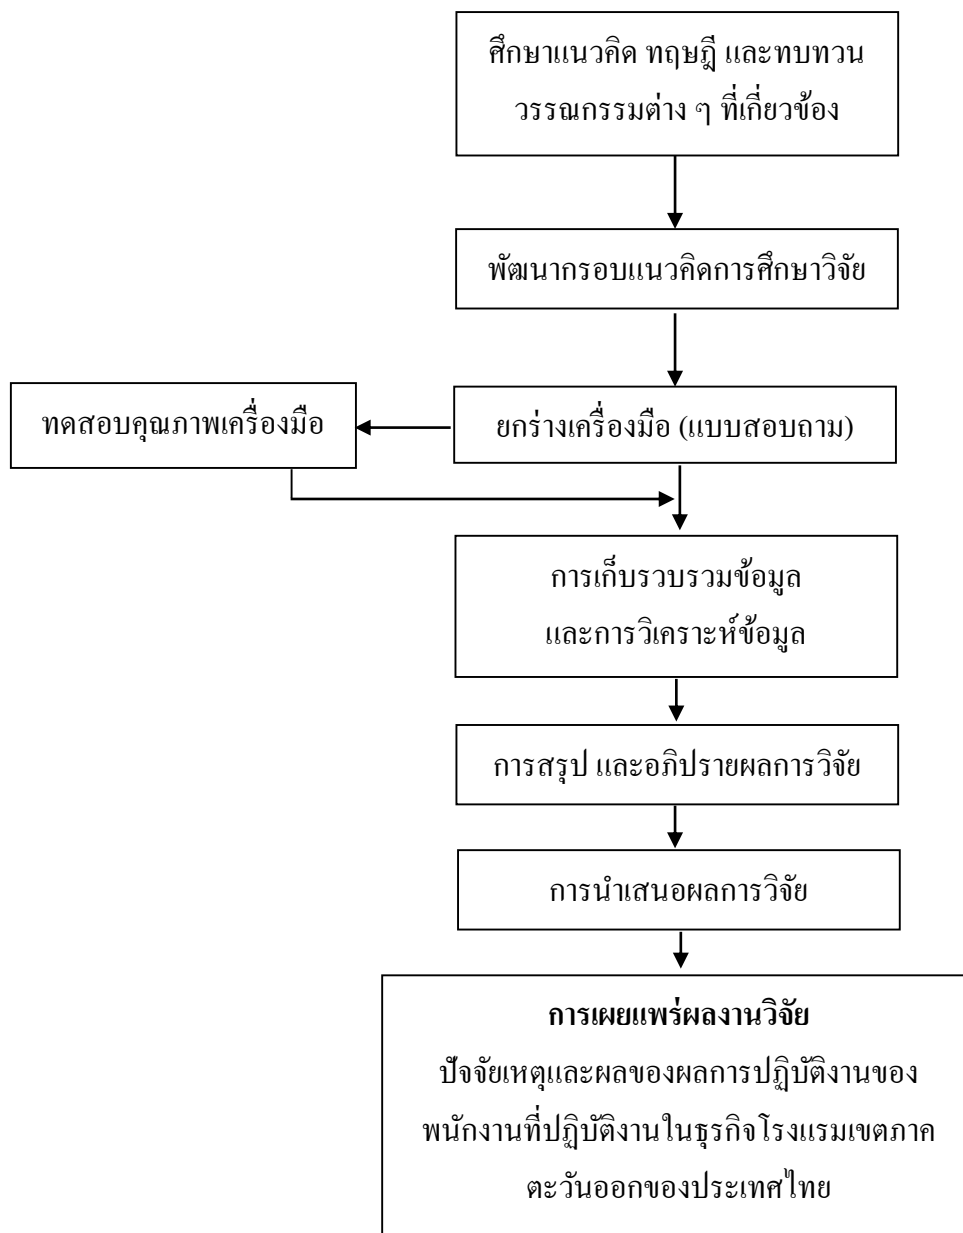 ศึกษาแนวคิด ทฤษฎี และทบทวน
วรรณกรรมต่าง ๆ ที่เกี่ยวข้อง
พัฒนากรอบแนวคิดการศึกษาวิจัย
ทดสอบคุณภาพเครื่องมือ
ยกร่างเครื่องมือ (แบบสอบถาม)
การเก็บรวบรวมข้อมูล
และการวิเคราะห์ข้อมูล
การสรุป และอภิปรายผลการวิจัย
การนำเสนอผลการวิจัย
การเผยแพร่ผลงานวิจัย
ปัจจัยเหตุและผลของผลการปฏิบัติงานของ
พนักงานที่ปฏิบัติงานในธุรกิจโรงแรมเขตภาค
ตะวันออกของประเทศไทย